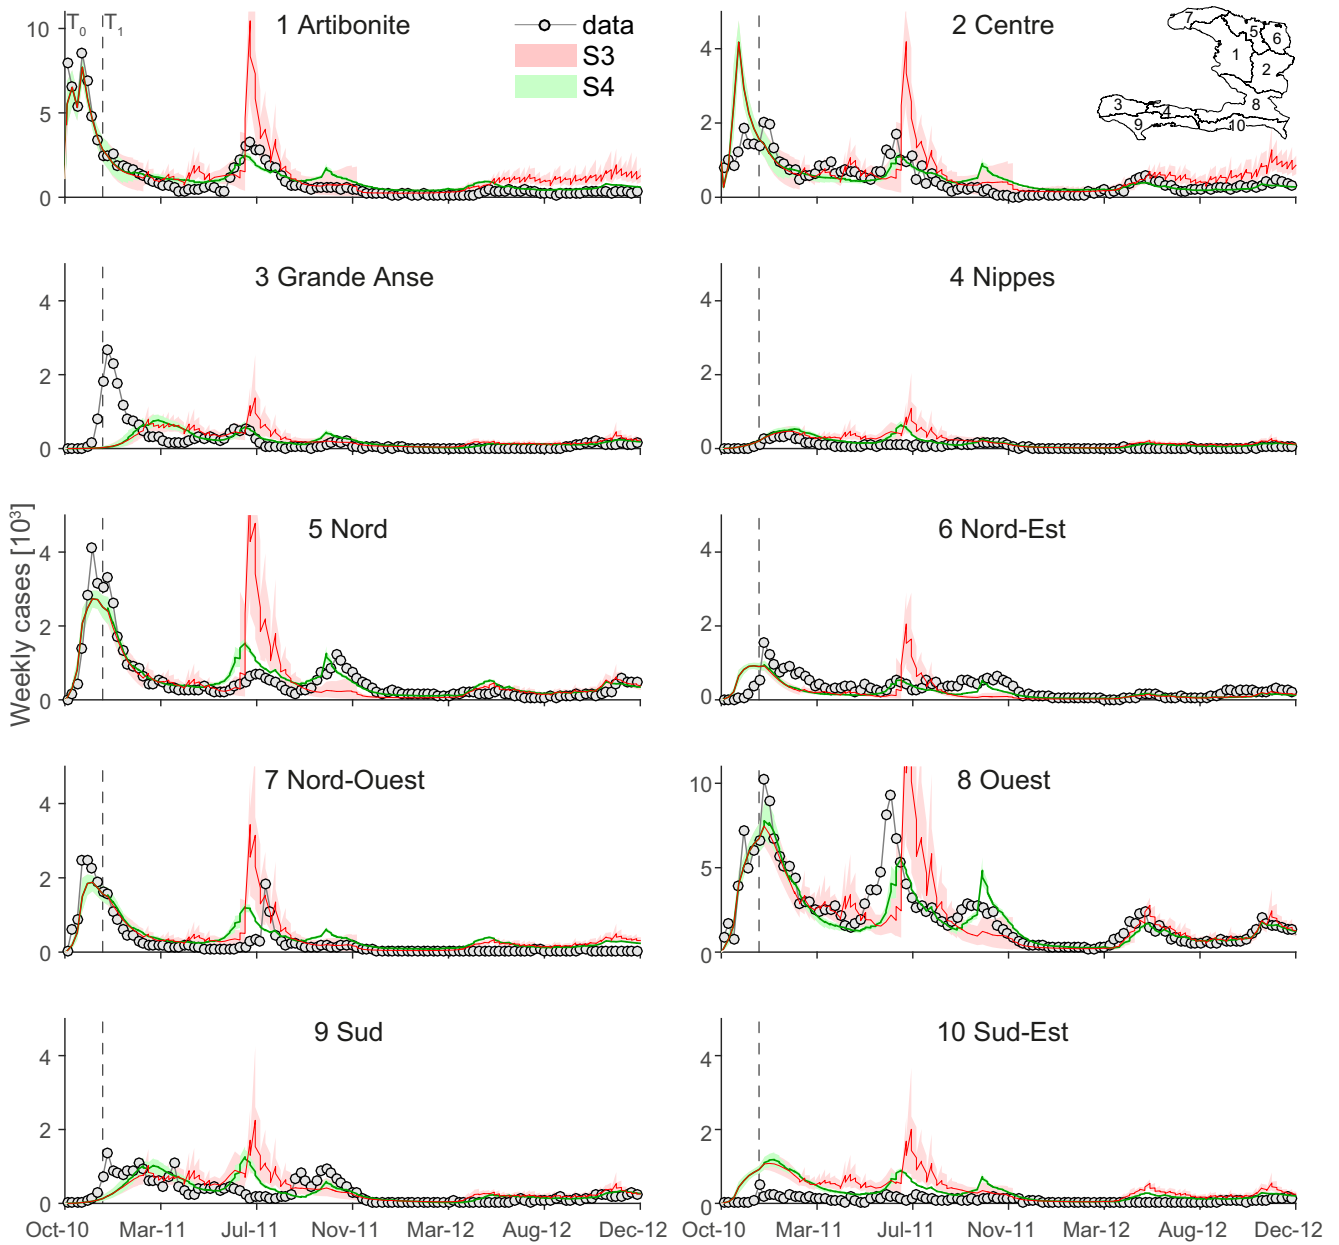 T0 T1
1 Artibonite
data
S3
S4
10
5
0
2 Centre
4
2
0
7
5
6
1
2
3
4
8
9
10
3 Grande Anse
4
2
0
4 Nippes
4
2
0
Weekly cases [10³]
5 Nord
4
2
0
6 Nord-Est
4
2
0
7 Nord-Ouest
4
2
0
8 Ouest
10
5
0
9 Sud
4
2
0
Oct-10 Mar-11 Jul-11 Nov-11 Mar-12 Aug-12 Dec-12
10 Sud-Est
4
2
0
Oct-10 Mar-11 Jul-11 Nov-11 Mar-12 Aug-12 Dec-12